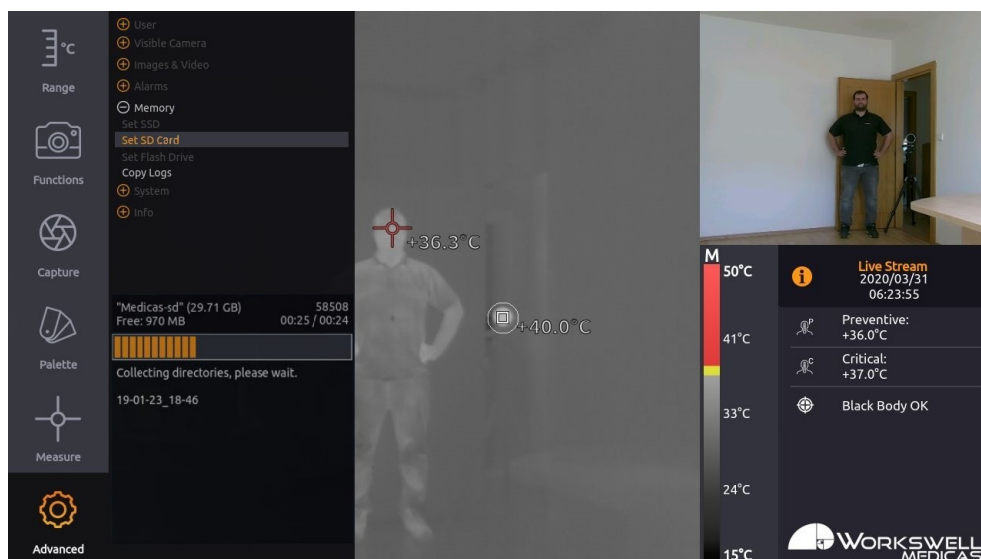 °C
Range
Functions
Capture
Palette
Measure
Advanced
User
Visible Camera
Images & Video
Alarms
Memory
Set SSD
Set SD Card
Set Flash Drive
Copy Logs
System
Info
"Medicas-sd" (29.71 GB) 58508
Free: 970 MB 00:25 / 00:24
Collecting directories, please wait.
19-01-23_18-46
+36.3°C
+40.0°C
M
50°C
41°C
33°C
24°C
15°C
i
Live Stream
2020/03/31
06:23:55
P
Preventive:
+36.0°C
C
Critical:
+37.0°C
Black Body OK
WORKSWELL
MEDICAS